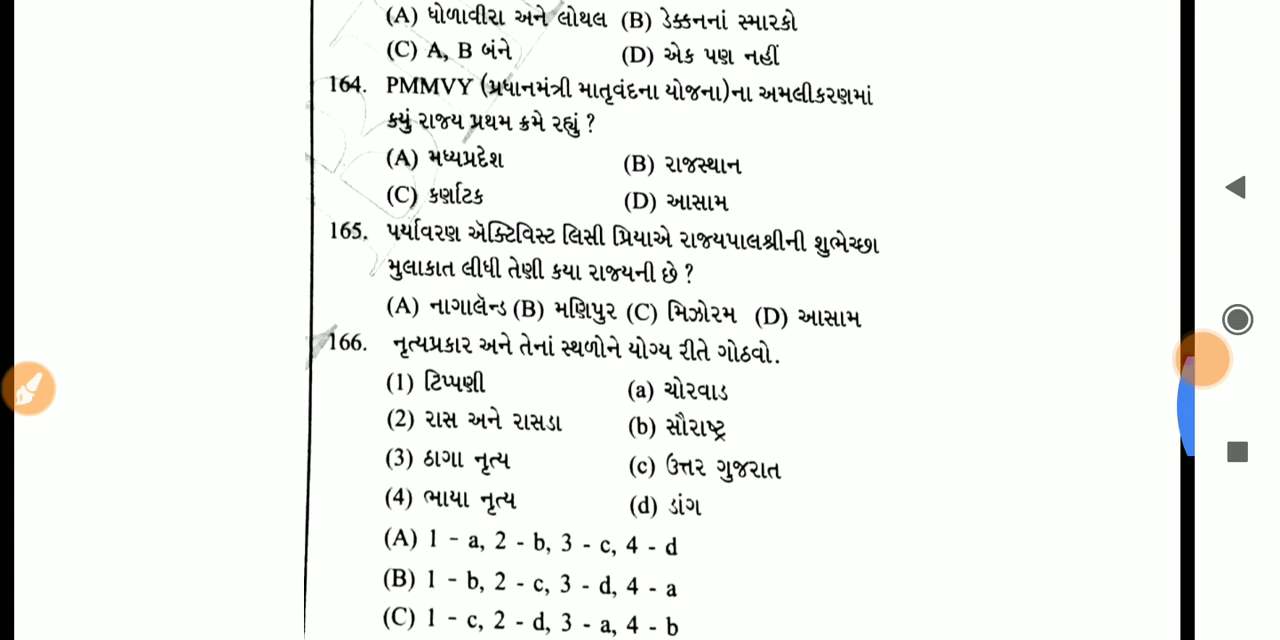 (A) ધોળાવીરા અને લોથલ (B) ડેક્કનનાં સ્મારકો
(C) A, B બંને (D) એક પણ નહીં
164. PMMVY (પ્રધાનમંત્રી માતૃવંદના યોજના)ના અમલીકરણમાં
કયું રાજ્ય પ્રથમ ક્રમે રહ્યું ?
(A) મધ્યપ્રદેશ (B) રાજસ્થાન
(C) કર્ણાટક (D) આસામ
165. પર્યાવરણ ઍક્ટિવિસ્ટ લિસી પ્રિયાએ રાજ્યપાલશ્રીની શુભેચ્છા
મુલાકાત લીધી તેણી કયા રાજ્યની છે ?
(A) નાગાલૅન્ડ (B) મણિપુર (C) મિઝોરમ (D) આસામ
166. નૃત્યપ્રકાર અને તેનાં સ્થળોને યોગ્ય રીતે ગોઠવો.
(1) ટિપ્પણી (a) ચોરવાડ
(2) રાસ અને રાસડા (b) સૌરાષ્ટ્ર
(3) ઠાગા નૃત્ય (c) ઉત્તર ગુજરાત
(4) ભાયા નૃત્ય (d) ડાંગ
(A) 1 - a, 2 - b, 3 - c, 4 - d
(B) 1 - b, 2 - c, 3 - d, 4 - a
(C) 1 - c, 2 - d, 3 - a, 4 - b